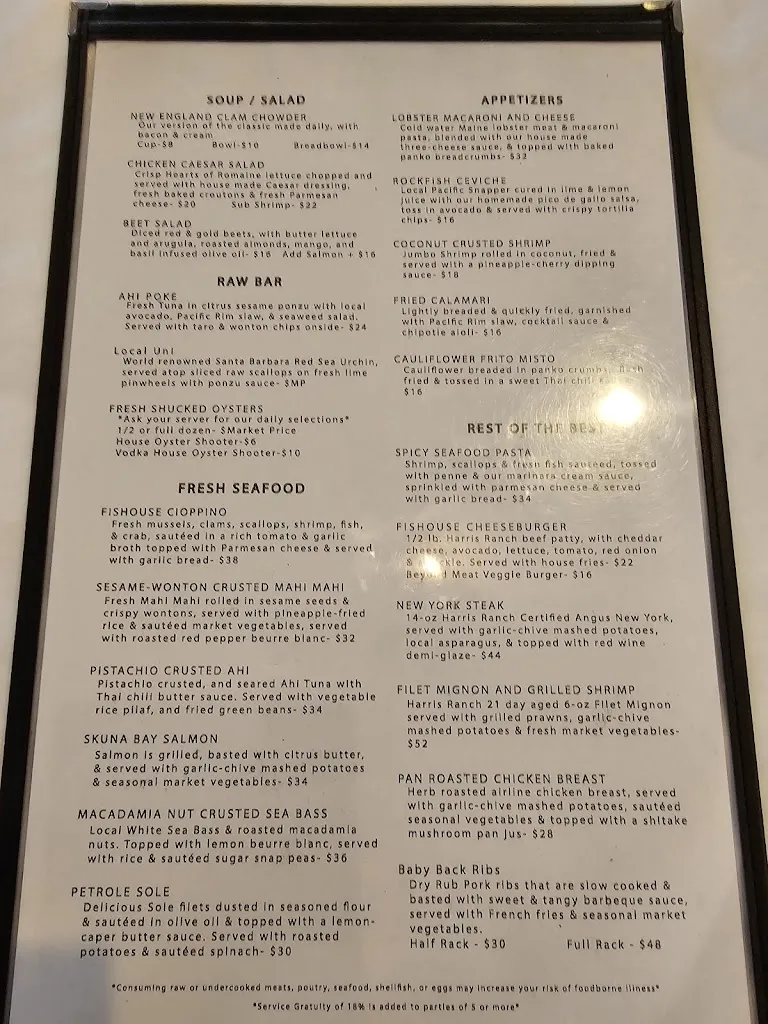 SOUP / SALAD
NEW ENGLAND CLAM CHOWDER
Our version of the classic made daily, with
bacon & cream
Cup-$8 Bowl-$10 Breadbowl-$14
CHICKEN CAESAR SALAD
Crisp Hearts of Romaine lettuce chopped and
served with house made Caesar dressing,
fresh baked croutons & fresh Parmesan
cheese- $20 Sub Shrimp- $22
BEET SALAD
Diced red & gold beets, with butter lettuce
and arugula, roasted almonds, mango, and
basil infused olive oil- $16 Add Salmon + $16
RAW BAR
AHI POKE
Fresh Tuna in citrus sesame ponzu with local
avocado, Pacific Rim slaw, & seaweed salad.
Served with taro & wonton chips onside- $24
Local Uni
World renowned Santa Barbara Red Sea Urchin,
served atop sliced raw scallops on fresh lime
pinwheels with ponzu sauce- $MP
FRESH SHUCKED OYSTERS
*Ask your server for our daily selections*
1/2 or full dozen- $Market Price
House Oyster Shooter-$6
Vodka House Oyster Shooter-$10
FRESH SEAFOOD
FISHOUSE CIOPPINO
Fresh mussels, clams, scallops, shrimp, fish,
& crab, sautéed in a rich tomato & garlic
broth topped with Parmesan cheese & served
with garlic bread- $38
SESAME-WONTON CRUSTED MAHI MAHI
Fresh Mahi Mahi rolled in sesame seeds &
crispy wontons, served with pineapple-fried
rice & sautéed market vegetables, served
with roasted red pepper beurre blanc- $32
PISTACHIO CRUSTED AHI
Pistachio crusted, and seared Ahi Tuna with
Thai chili butter sauce. Served with vegetable
rice pilaf, and fried green beans- $34
SKUNA BAY SALMON
Salmon is grilled, basted with citrus butter,
& served with garlic-chive mashed potatoes
& seasonal market vegetables- $34
MACADAMIA NUT CRUSTED SEA BASS
Local White Sea Bass & roasted macadamia
nuts. Topped with lemon beurre blanc, served
with rice & sautéed sugar snap peas- $36
PETROLE SOLE
Delicious Sole filets dusted in seasoned flour
& sautéed in olive oil & topped with a lemon-
caper butter sauce. Served with roasted
potatoes & sautéed spinach- $30
APPETIZERS
LOBSTER MACARONI AND CHEESE
Cold water Maine lobster meat & macaroni
pasta, blended with our house made
three-cheese sauce, & topped with baked
panko breadcrumbs- $32
ROCKFISH CEVICHE
Local Pacific Snapper cured in lime & lemon
juice with our homemade pico de gallo salsa,
toss in avocado & served with crispy tortilla
chips- $16
COCONUT CRUSTED SHRIMP
Jumbo Shrimp rolled in coconut, fried &
served with a pineapple-cherry dipping
sauce- $18
FRIED CALAMARI
Lightly breaded & quickly fried, garnished
with Pacific Rim slaw, cocktail sauce &
chipotle aioli- $16
CAULIFLOWER FRITO MISTO
Cauliflower breaded in panko crumbs, flash
fried & tossed in a sweet Thai chili sauce-
$16
REST OF THE BEST
SPICY SEAFOOD PASTA
Shrimp, scallops & fresh fish sautéed, tossed
with penne & our marinara cream sauce,
sprinkled with parmesan cheese & served
with garlic bread- $34
FISHOUSE CHEESEBURGER
1/2 lb. Harris Ranch beef patty, with cheddar
cheese, avocado, lettuce, tomato, red onion
& Served with house fries- $22
Beyond Meat Veggie Burger- $16
NEW YORK STEAK
14-oz Harris Ranch Certified Angus New York,
served with garlic-chive mashed potatoes,
local asparagus, & topped with red wine
demi-glaze- $44
FILET MIGNON AND GRILLED SHRIMP
Harris Ranch 21 day aged 6-oz Filet Mignon
served with grilled prawns, garlic-chive
mashed potatoes & fresh market vegetables-
$52
PAN ROASTED CHICKEN BREAST
Herb roasted airline chicken breast, served
with garlic-chive mashed potatoes, sautéed
seasonal vegetables & topped with a shitake
mushroom pan jus- $28
Baby Back Ribs
Dry Rub Pork ribs that are slow cooked &
basted with sweet & tangy barbeque sauce,
served with French fries & seasonal market
vegetables.
Half Rack - $30 Full Rack - $48
*Consuming raw or undercooked meats, poutry, seafood, shellfish, or eggs may increase your risk of foodborne illness*
*Service Gratuity of 18% is added to parties of 5 or more*